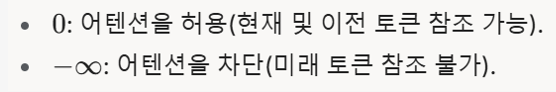 • 0: 어텐션을 허용(현재 및 이전 토큰 참조 가능).
• −∞: 어텐션을 차단(미래 토큰 참조 불가).